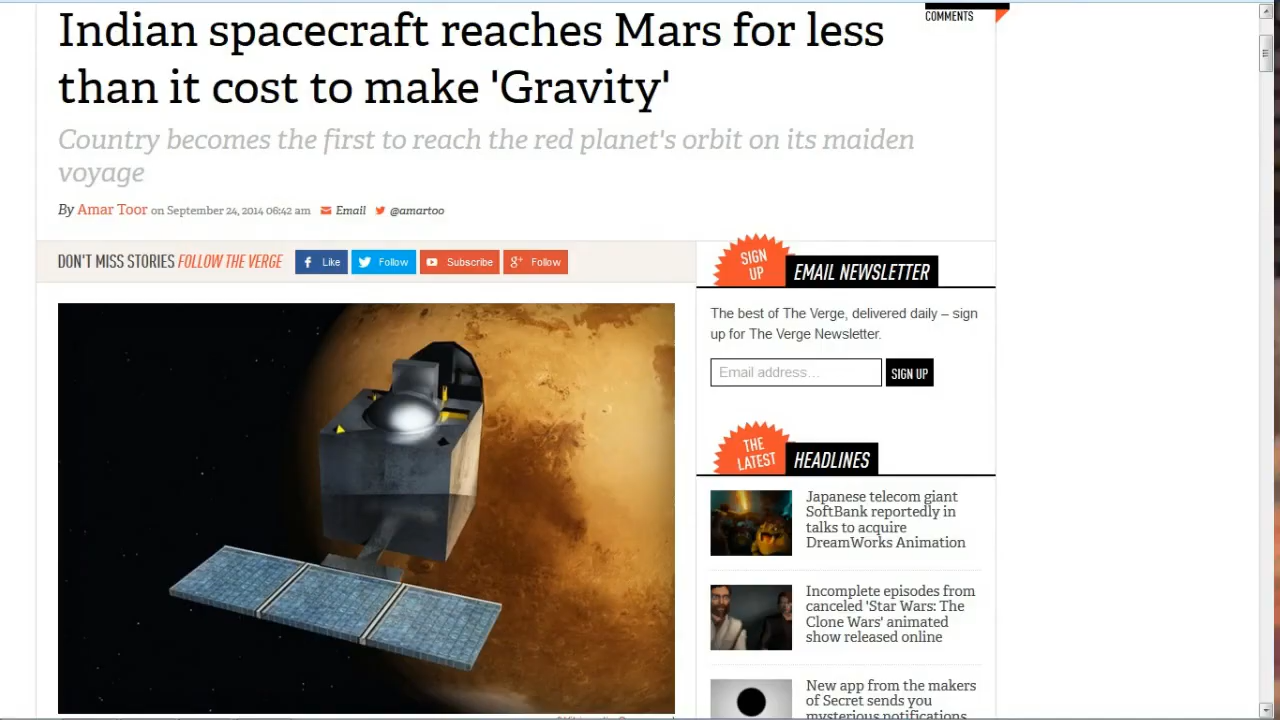 Indian spacecraft reaches Mars for less
than it cost to make 'Gravity'
COMMENTS
Country becomes the first to reach the red planet's orbit on its maiden
voyage
By Amar Toor on September 24, 2014 06:42 am Email @amartoo
DON'T MISS STORIES FOLLOW THE VERGE Like Follow Subscribe Follow
SIGN
UP
EMAIL NEWSLETTER
The best of The Verge, delivered daily – sign
up for The Verge Newsletter.
Email address... SIGN UP
THE
LATEST
HEADLINES
Japanese telecom giant
SoftBank reportedly in
talks to acquire
DreamWorks Animation
Incomplete episodes from
canceled 'Star Wars: The
Clone Wars' animated
show released online
New app from the makers
of Secret sends you
mysterious notifications